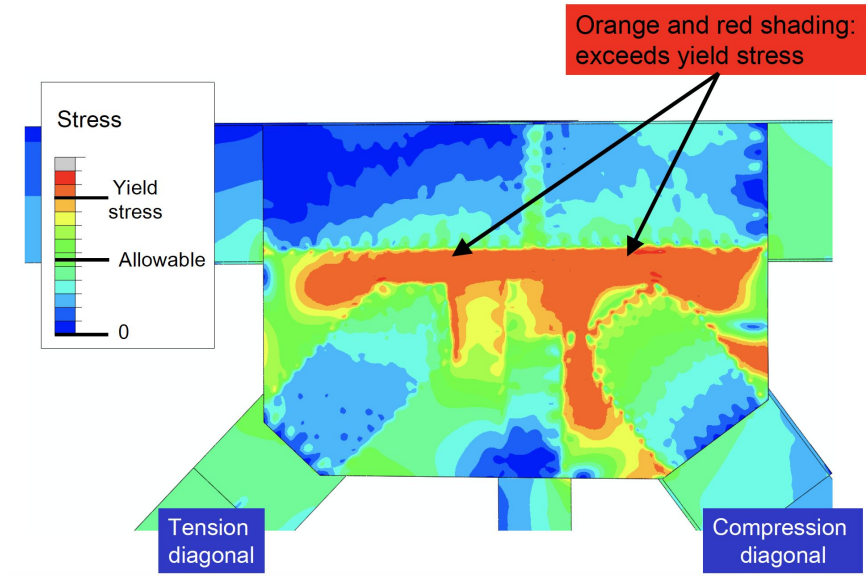 Orange and red shading:
exceeds yield stress
Stress
Yield
stress
Allowable
0
Tension
diagonal
Compression
diagonal